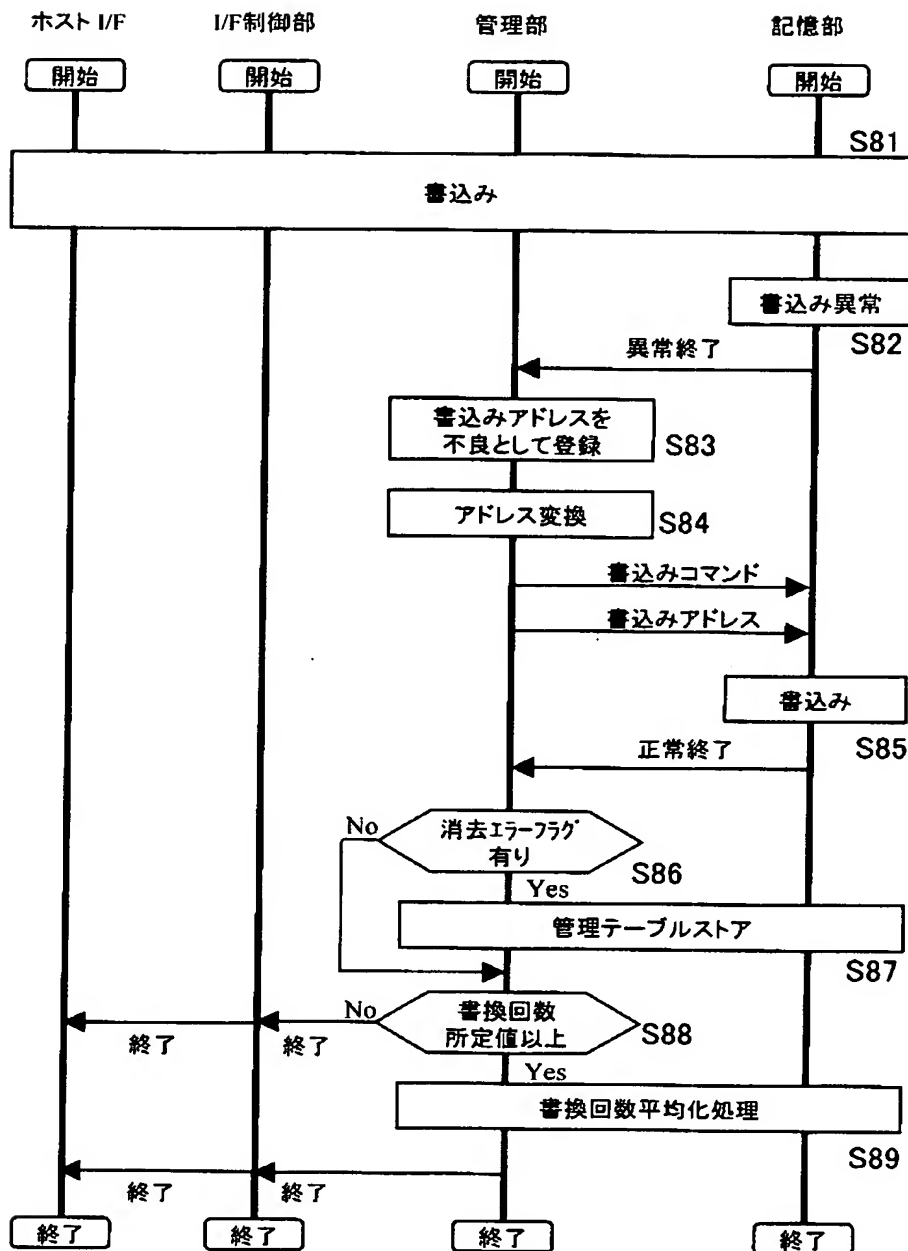 ホスト I/F
I/F制御部
管理部
記憶部
開始
開始
開始
開始
S81
書込み
書込み異常
S82
異常終了
書込みアドレスを
不良として登録
S83
アドレス変換
S84
書込みコマンド
書込みアドレス
書込み
S85
正常終了
No
消去エラーフラグ
有り
S86
Yes
管理テーブルストア
S87
No
書換回数
所定値以上
S88
終了
終了
Yes
書換回数平均化処理
S89
終了
終了
終了
終了
終了
終了